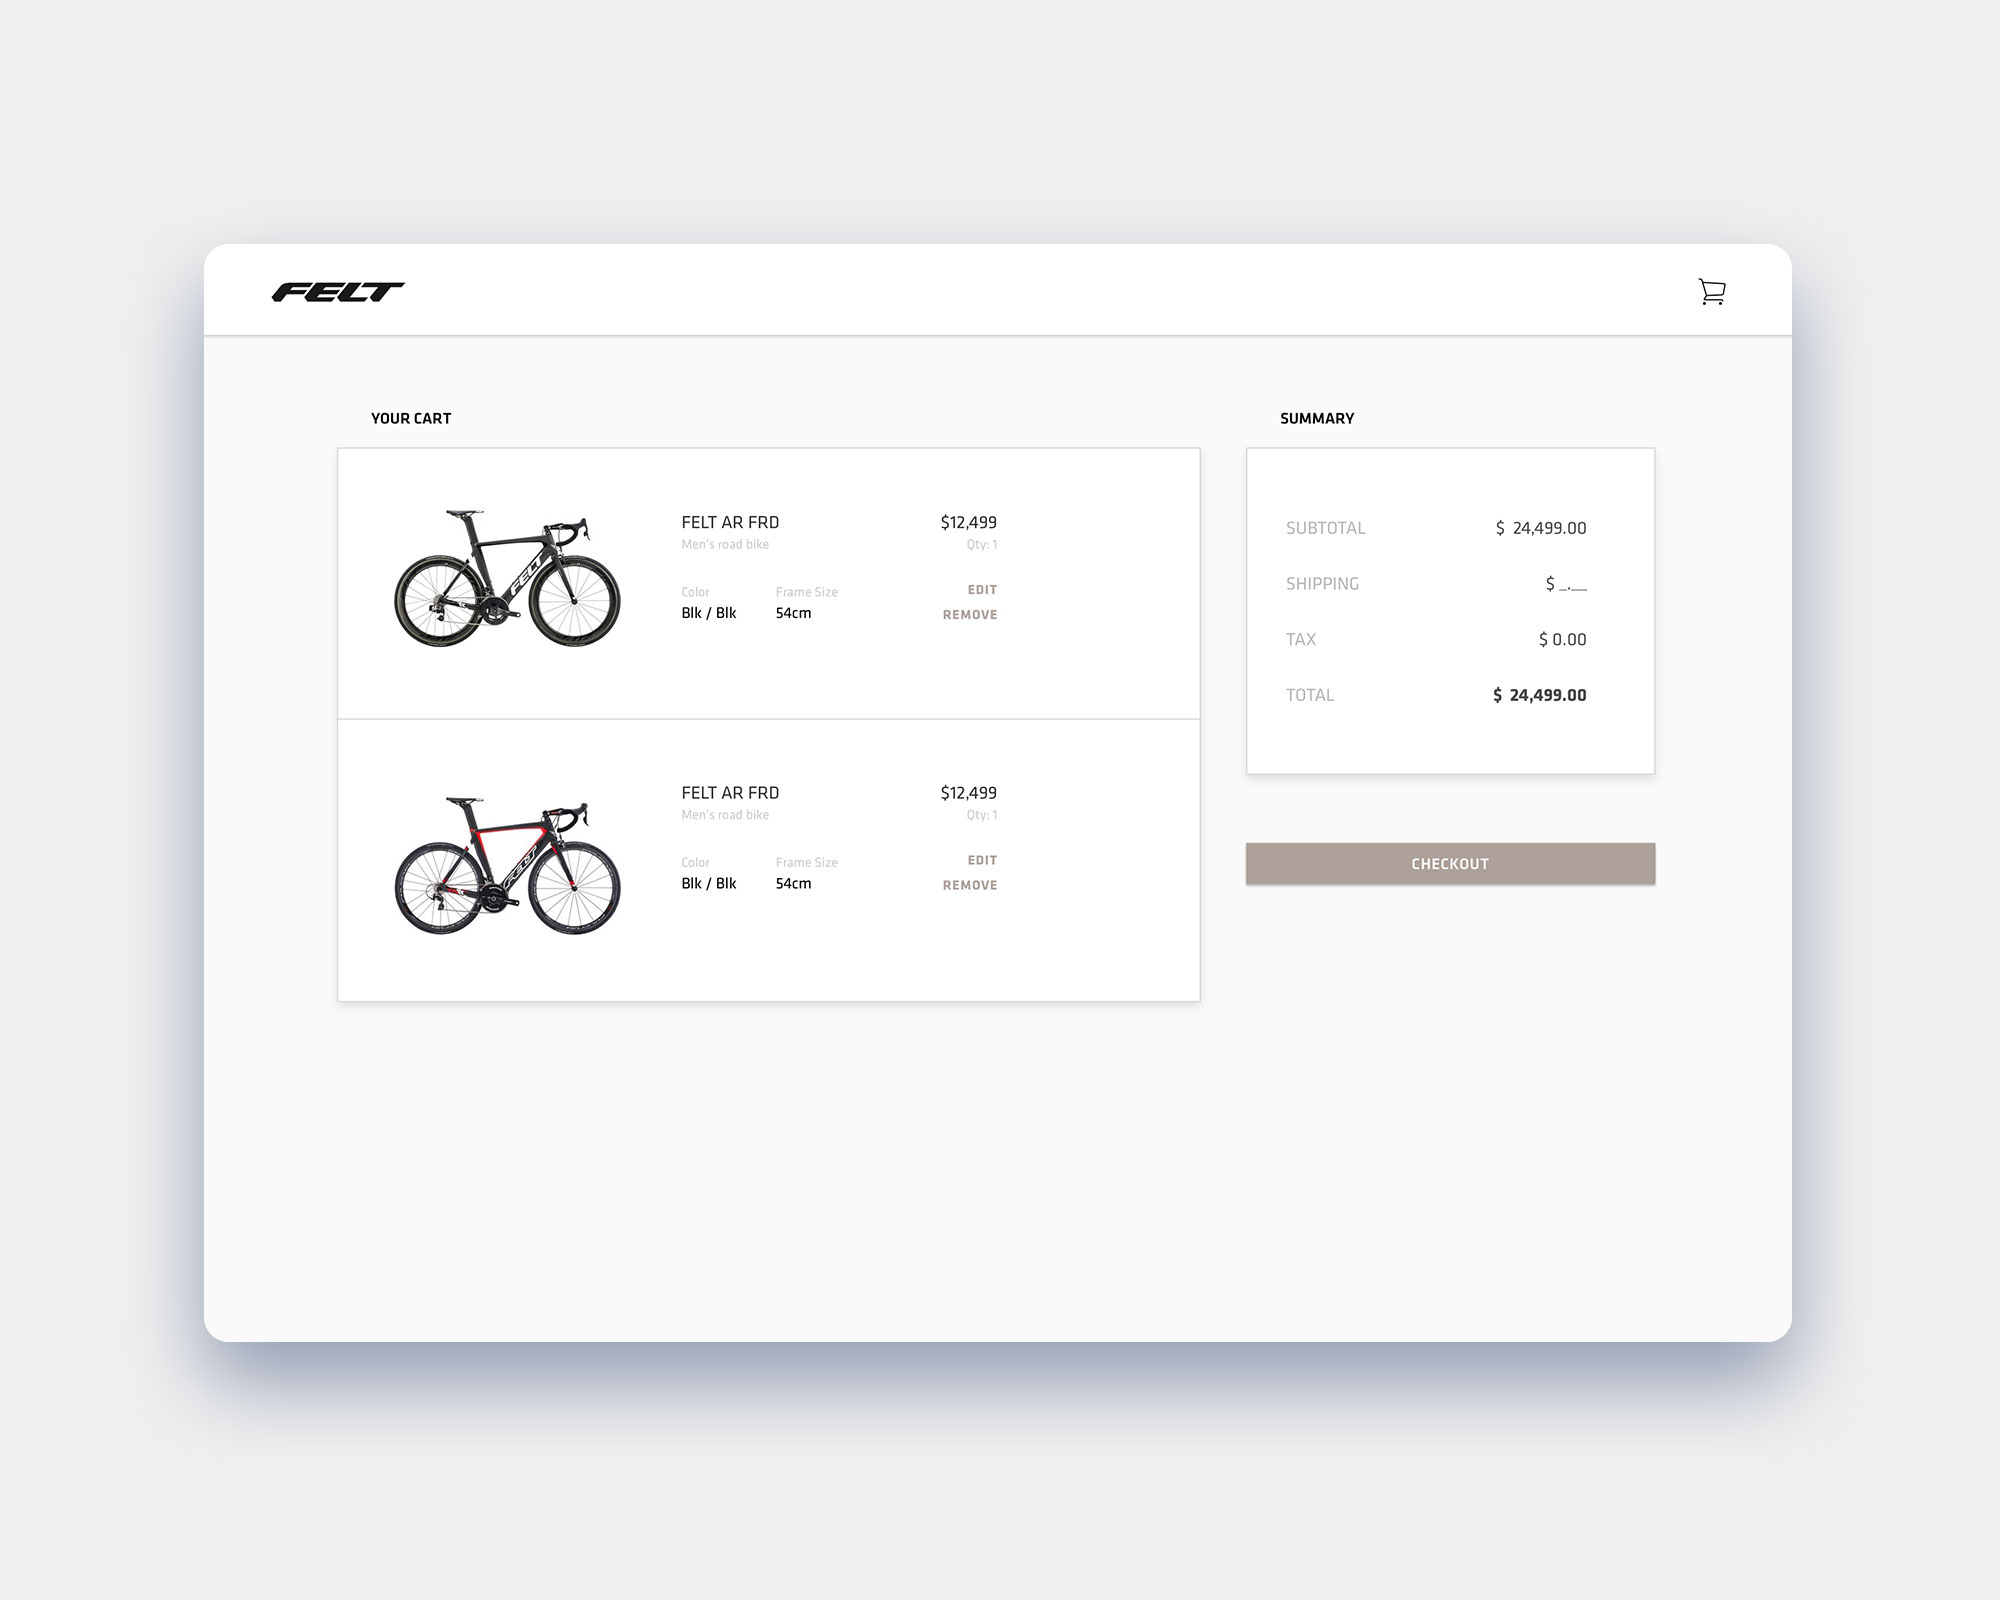 FELT
YOUR CART
FELT
FELT AR FRD
$12,499
Men's road bike
Qty: 1
Color
Frame Size
EDIT
Blk / Blk
54cm
REMOVE
FELT
FELT AR FRD
$12,499
Men's road bike
Qty: 1
Color
Frame Size
EDIT
Blk / Blk
54cm
REMOVE
SUMMARY
SUBTOTAL
$ 24,499.00
SHIPPING
$ _.__
TAX
$ 0.00
TOTAL
$ 24,499.00
CHECKOUT